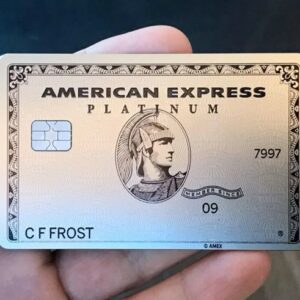 AMERICAN EXPRESS
PLATINUM
7997
MEMBER SINCE
09
C F FROST
®
© AMEX